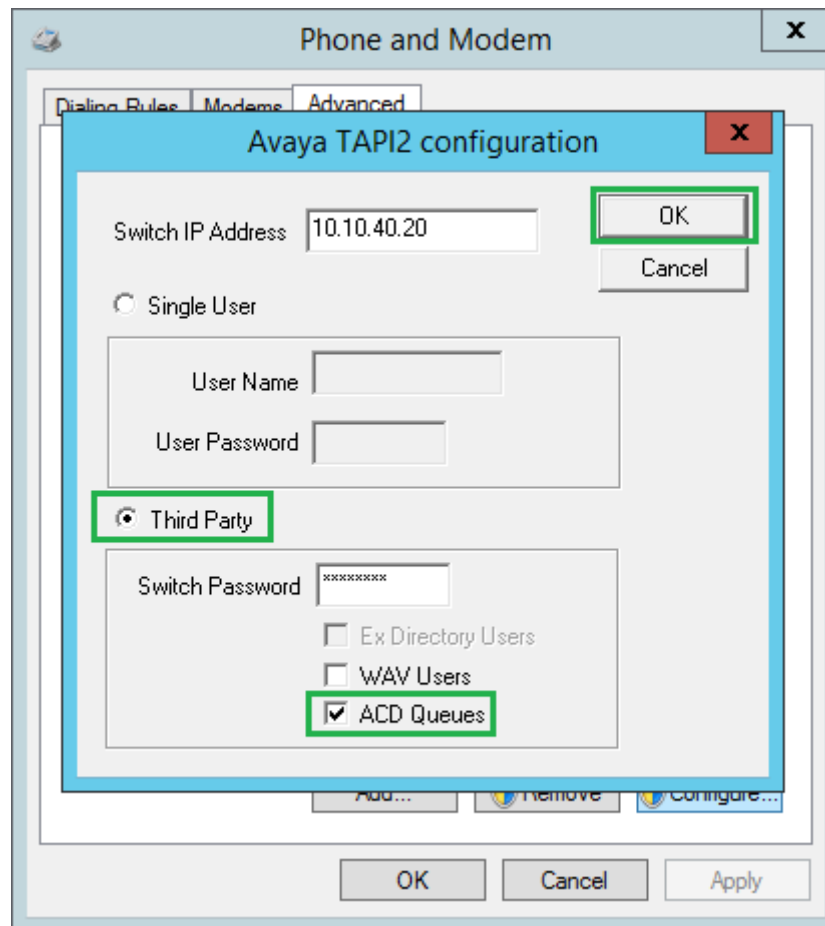 Phone and Modem
x
Dialing Rules Modems Advanced
Avaya TAPI2 configuration
x
Switch IP Address 10.10.40.20
OK
Cancel
Single User
User Name
User Password
Third Party
Switch Password ××××××××
Ex Directory Users
WAV Users
ACD Queues
Add... Remove Configure...
OK Cancel Apply